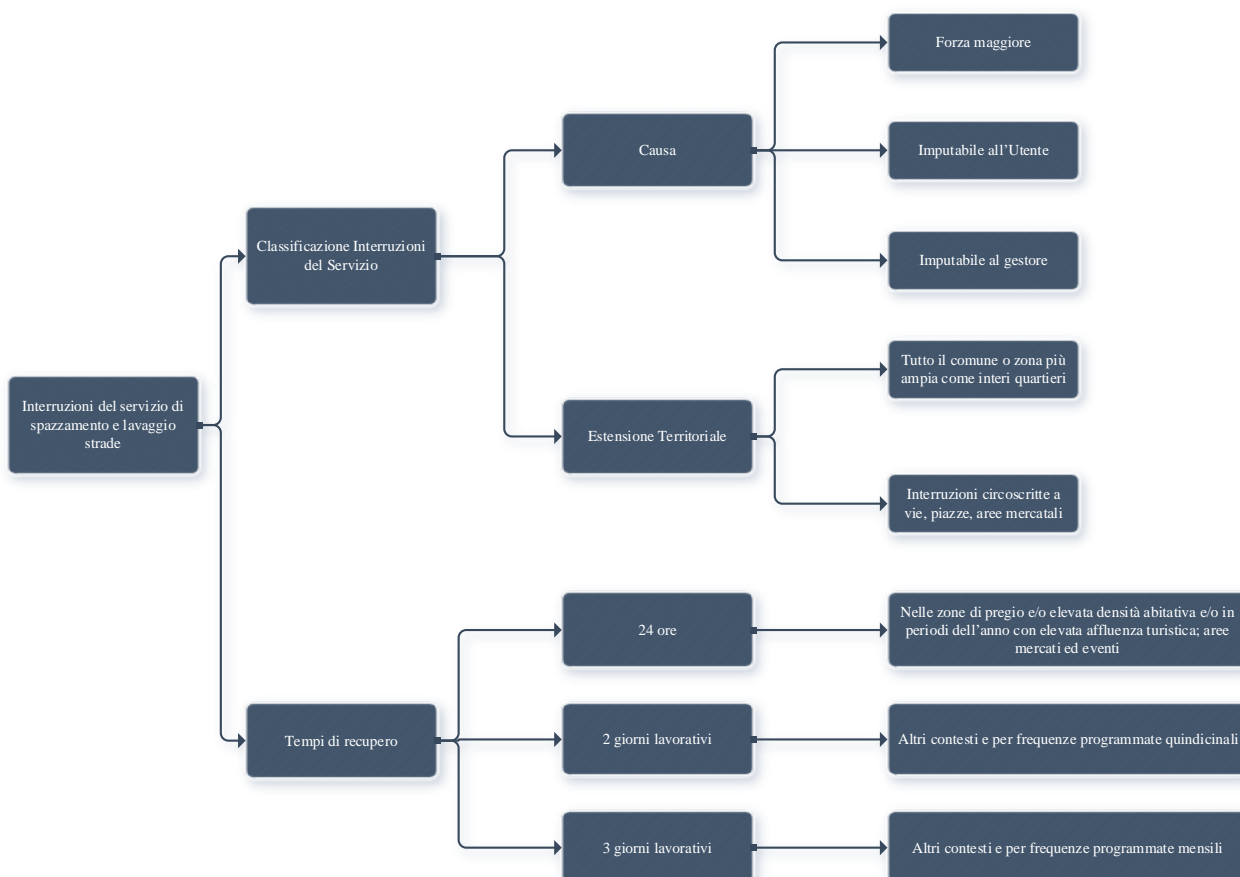 Forza maggiore
Causa
Imputabile all’Utente
Classificazione Interruzioni
del Servizio
Imputabile al gestore
Tutto il comune o zona più
ampia come interi quartieri
Interruzioni del servizio di
spazzamento e lavaggio
strade
Estensione Territoriale
Interruzioni circoscritte a
vie, piazze, aree mercatali
24 ore
Nelle zone di pregio e/o elevata densità abitativa e/o in
periodi dell’anno con elevata affluenza turistica; aree
mercati ed eventi
Tempi di recupero
2 giorni lavorativi
Altri contesti e per frequenze programmate quindicinali
3 giorni lavorativi
Altri contesti e per frequenze programmate mensili